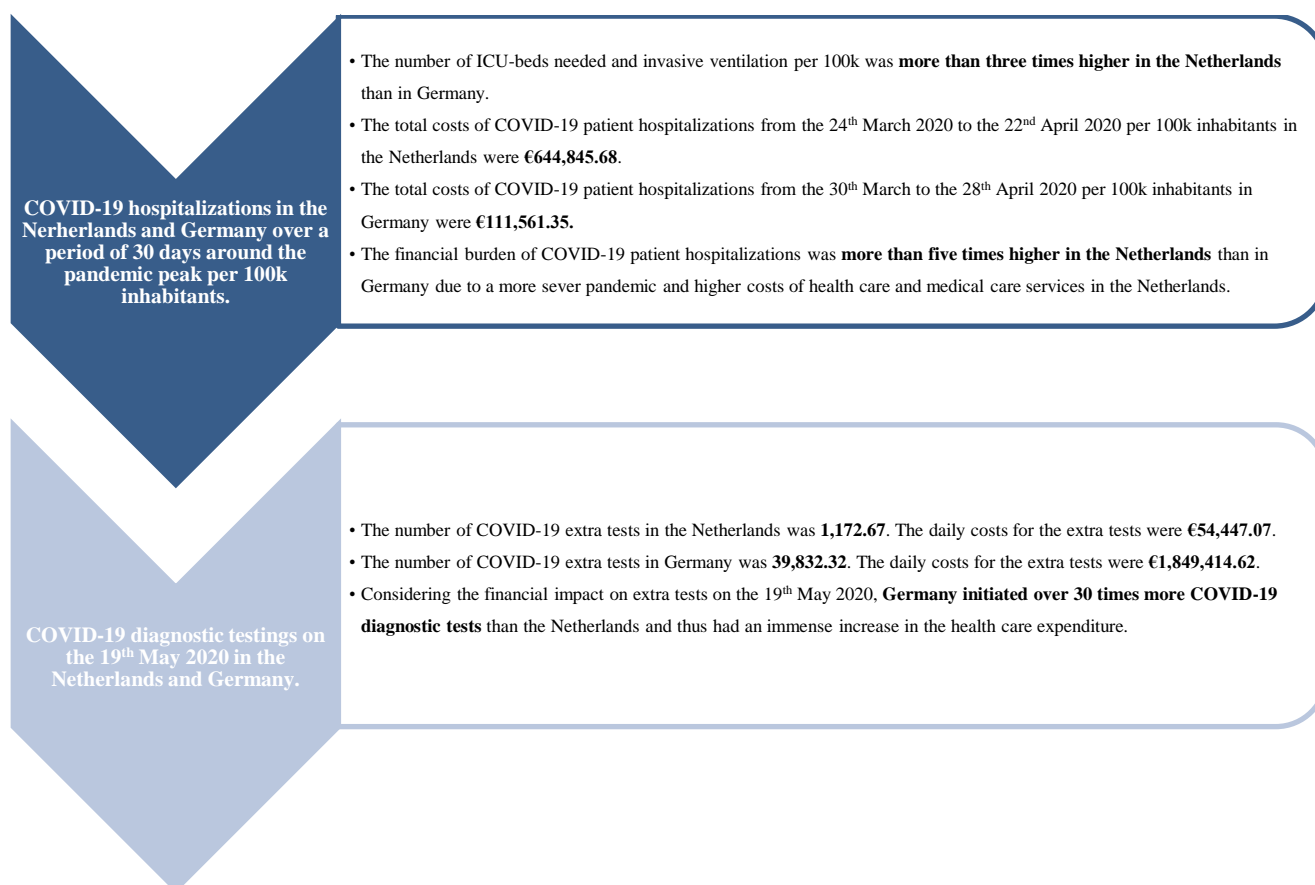 COVID-19 hospitalizations in the
Nerherlands and Germany over a
period of 30 days around the
pandemic peak per 100k
inhabitants.
• The number of ICU-beds needed and invasive ventilation per 100k was more than three times higher in the Netherlands
than in Germany.
• The total costs of COVID-19 patient hospitalizations from the 24th March 2020 to the 22nd April 2020 per 100k inhabitants in
the Netherlands were €644,845.68.
• The total costs of COVID-19 patient hospitalizations from the 30th March to the 28th April 2020 per 100k inhabitants in
Germany were €111,561.35.
• The financial burden of COVID-19 patient hospitalizations was more than five times higher in the Netherlands than in
Germany due to a more sever pandemic and higher costs of health care and medical care services in the Netherlands.
COVID-19 diagnostic testings on
the 19th May 2020 in the
Netherlands and Germany.
• The number of COVID-19 extra tests in the Netherlands was 1,172.67. The daily costs for the extra tests were €54,447.07.
• The number of COVID-19 extra tests in Germany was 39,832.32. The daily costs for the extra tests were €1,849,414.62.
• Considering the financial impact on extra tests on the 19th May 2020, Germany initiated over 30 times more COVID-19
diagnostic tests than the Netherlands and thus had an immense increase in the health care expenditure.